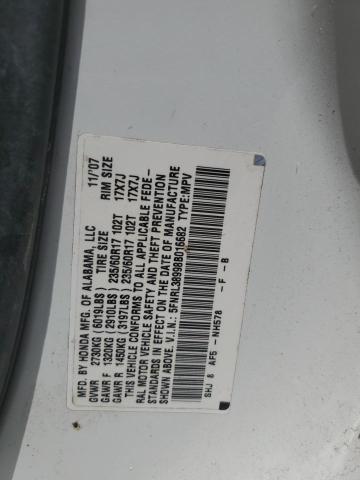 MFD. BY HONDA MFG. OF ALABAMA, LLC 11/'07
TIRE SIZE RIM SIZE
GVWR 2730KG (6019LBS)
GAWR F 1320KG (2910LBS) 235/60R17 102T 17X7J
GAWR R 1450KG (3197LBS) 235/60R17 102T 17X7J
THIS VEHICLE CONFORMS TO ALL APPLICABLE FEDE-
RAL MOTOR VEHICLE SAFETY AND THEFT PREVENTION
STANDARDS IN EFFECT ON THE DATE OF MANUFACTURE
SHOWN ABOVE. V.I.N.: 5FNRL38998B016682 TYPE:MPV
SHJ 8 AF5 -NH578 -F -B